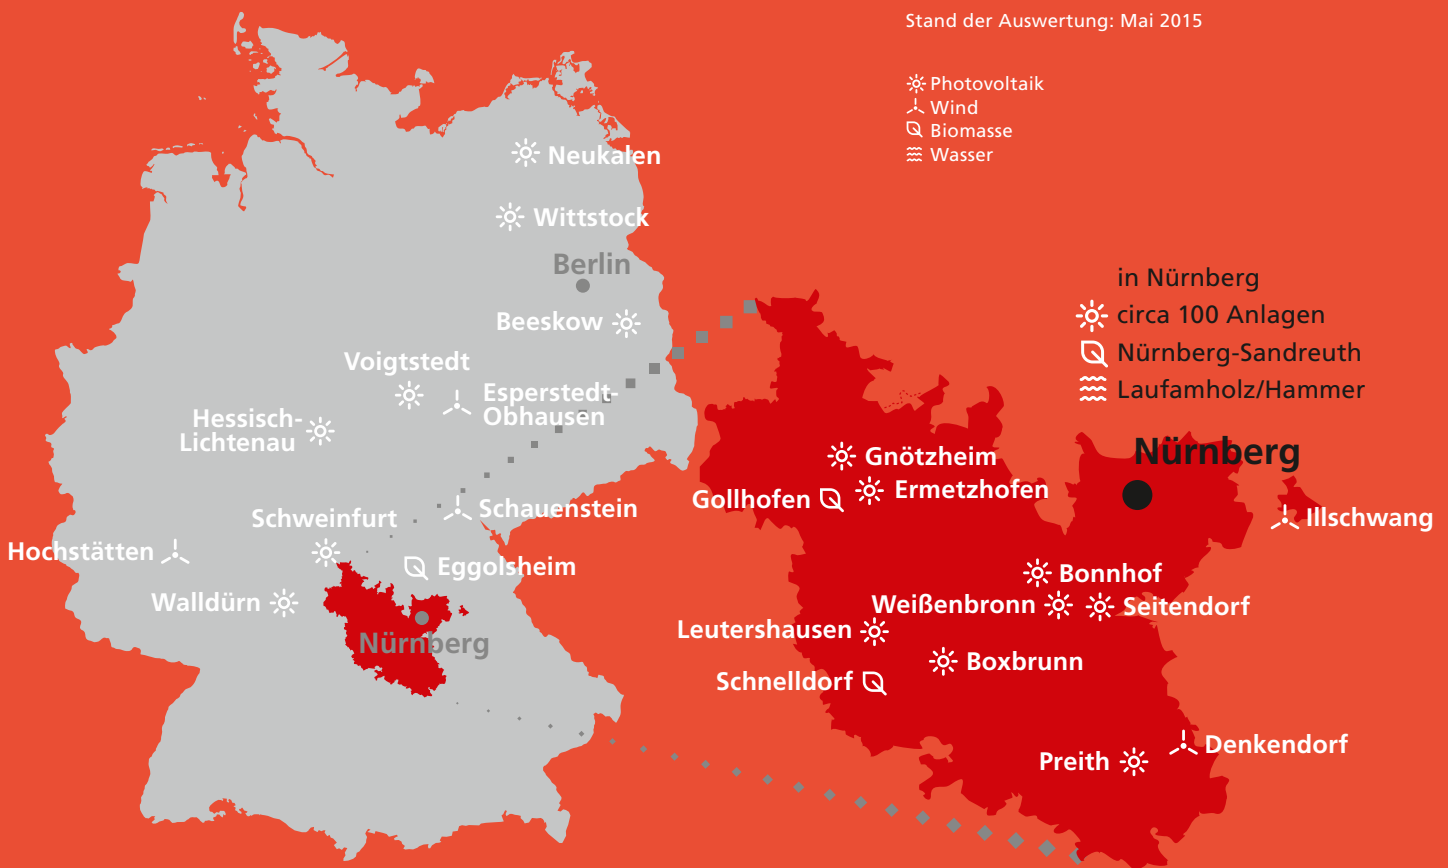 Stand der Auswertung: Mai 2015
Photovoltaik
Wind
Biomasse
Wasser
Neukalen
Wittstock
Berlin
Beeskow
Voigtstedt
Esperstedt-
Obhausen
Hessisch-
Lichtenau
Schauenstein
Schweinfurt
Hochstätten
Eggolsheim
Walldürn
Nürnberg
in Nürnberg
circa 100 Anlagen
Nürnberg-Sandreuth
Laufamholz/Hammer
Nürnberg
Gnötzheim
Ermetzhofen
Gollhofen
Illschwang
Bonnhof
Weißenbronn
Seitendorf
Leutershausen
Boxbrunn
Schnelldorf
Denkendorf
Preith